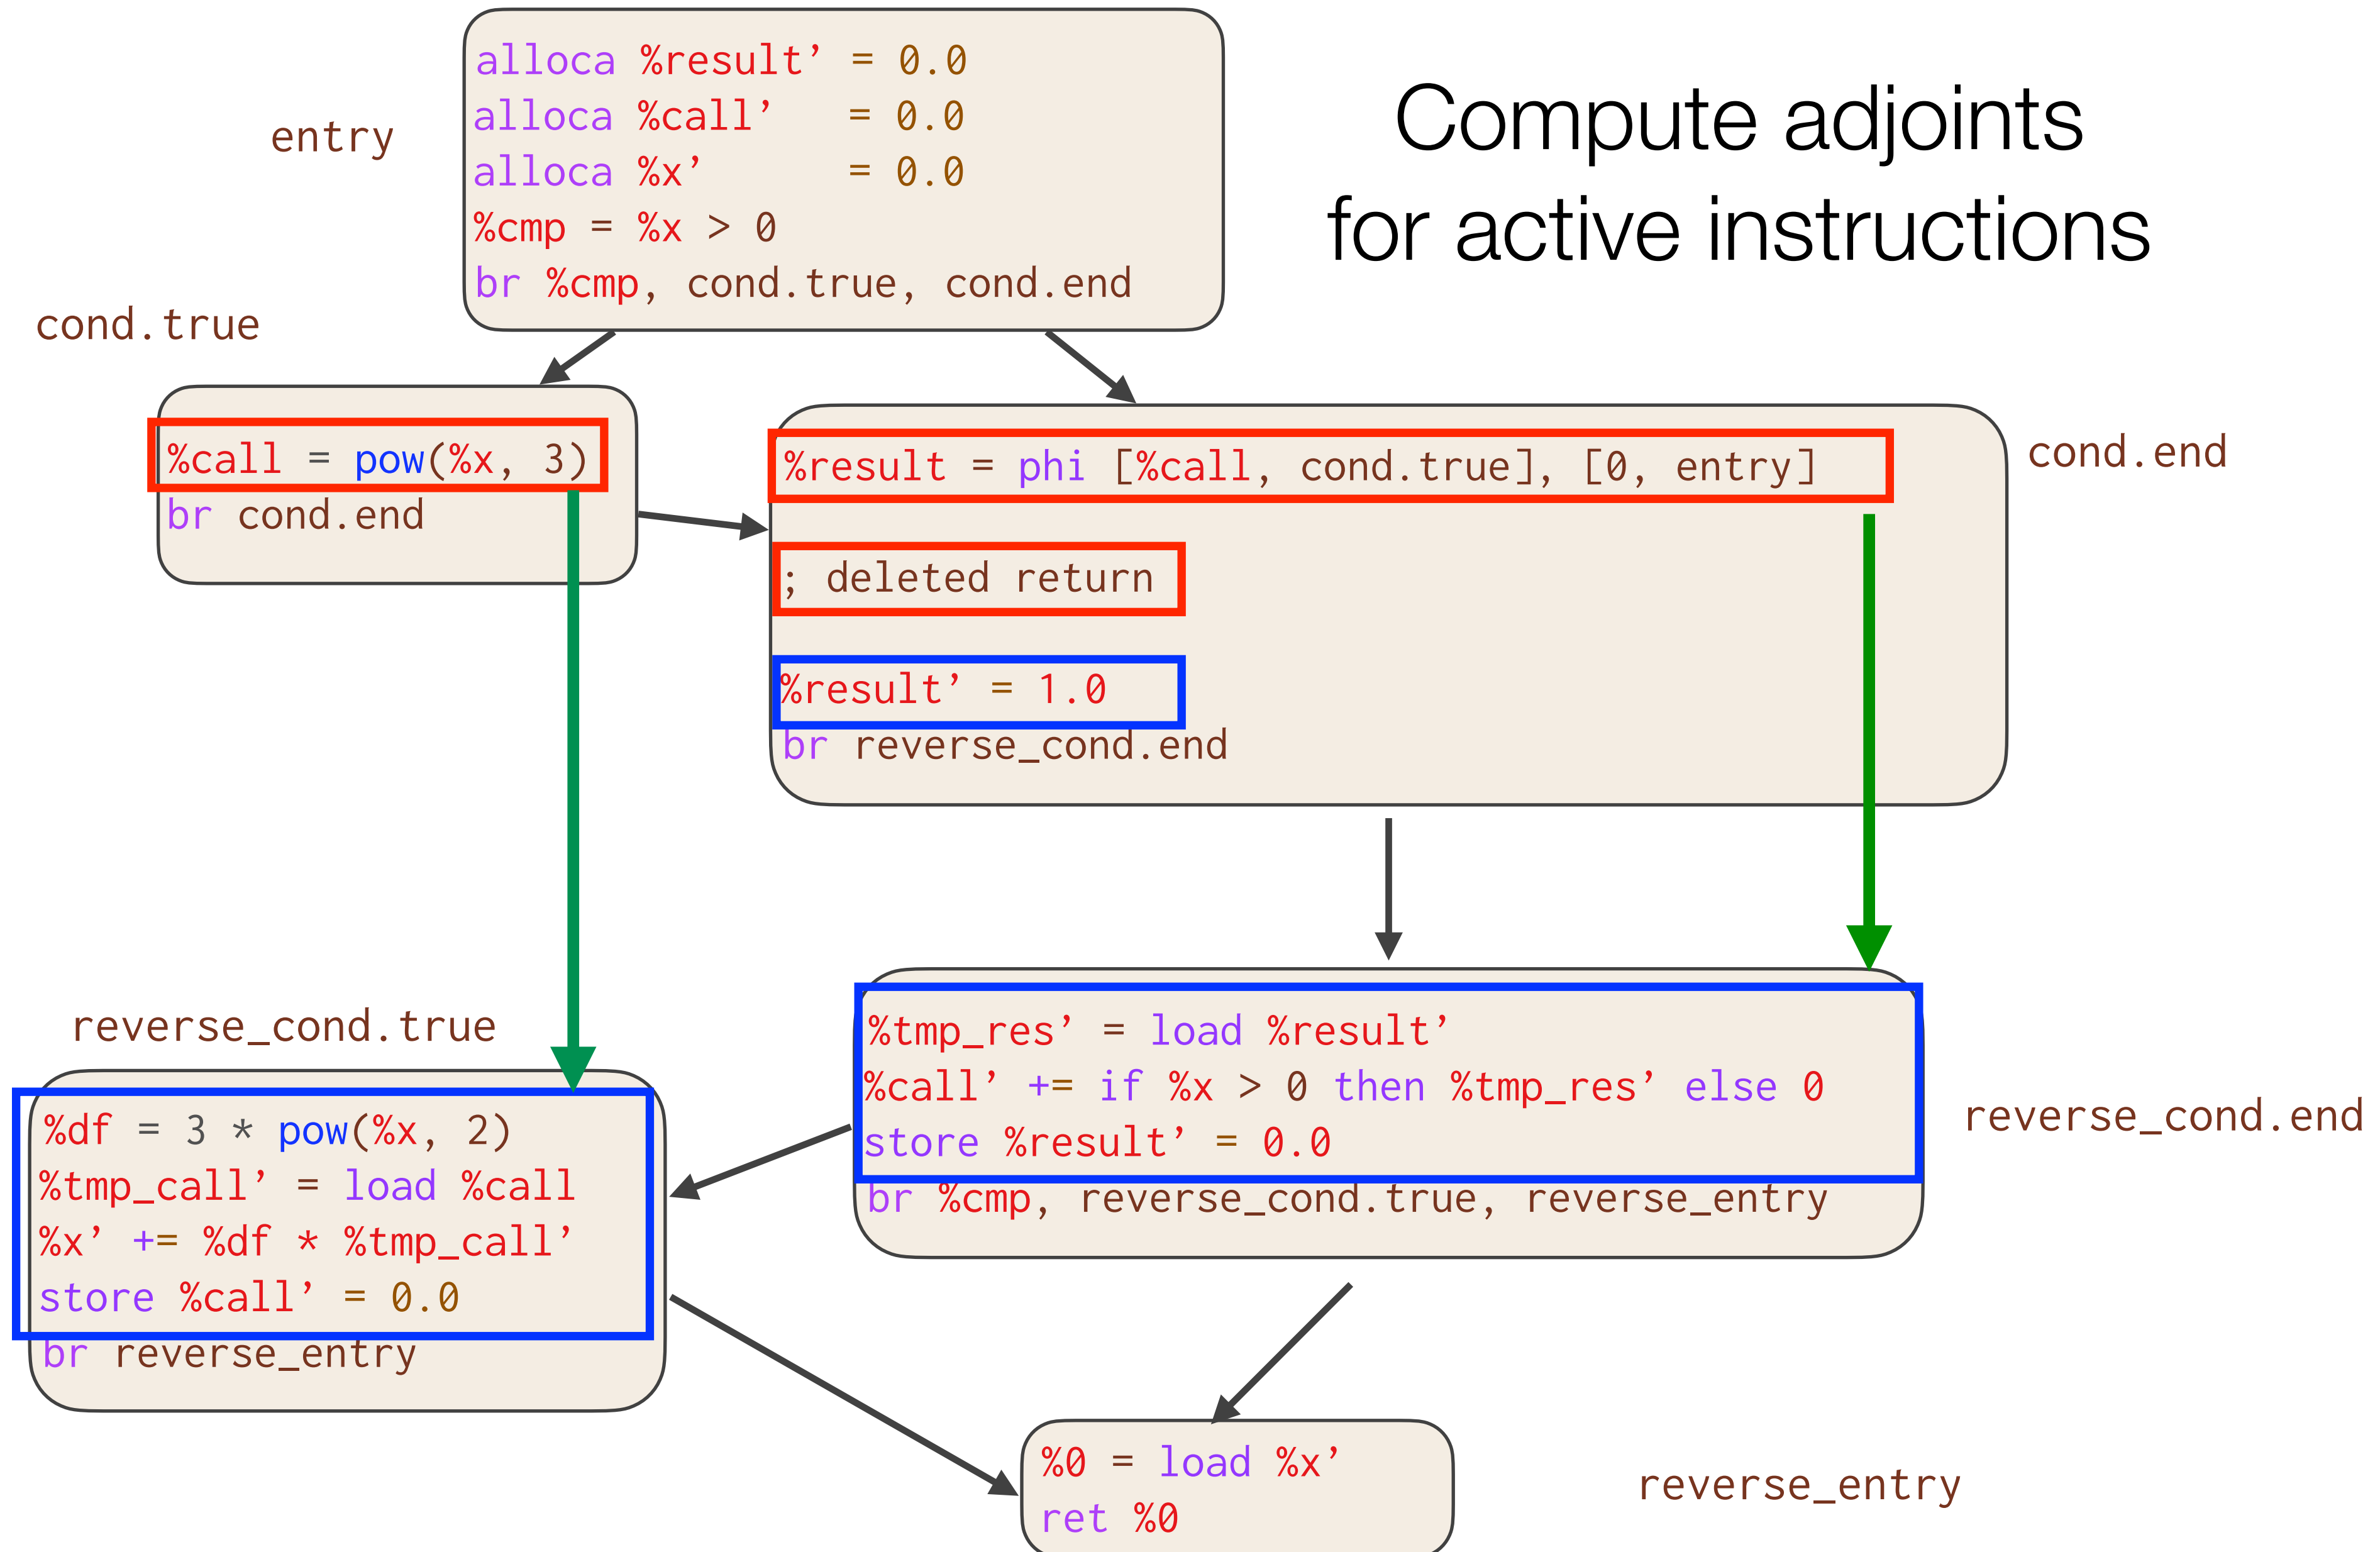 Compute adjoints
for active instructions
entry
alloca %result’ = 0.0
alloca %call’ = 0.0
alloca %x’ = 0.0
%cmp = %x > 0
br %cmp, cond.true, cond.end
cond.true
%call = pow(%x, 3)
br cond.end
cond.end
%result = phi [%call, cond.true], [0, entry]
; deleted return
%result’ = 1.0
br reverse_cond.end
reverse_cond.true
%df = 3 * pow(%x, 2)
%tmp_call’ = load %call
%x’ += %df * %tmp_call’
store %call’ = 0.0
br reverse_entry
%tmp_res’ = load %result’
%call’ += if %x > 0 then %tmp_res’ else 0
store %result’ = 0.0
br %cmp, reverse_cond.true, reverse_entry
reverse_cond.end
%0 = load %x’
ret %0
reverse_entry